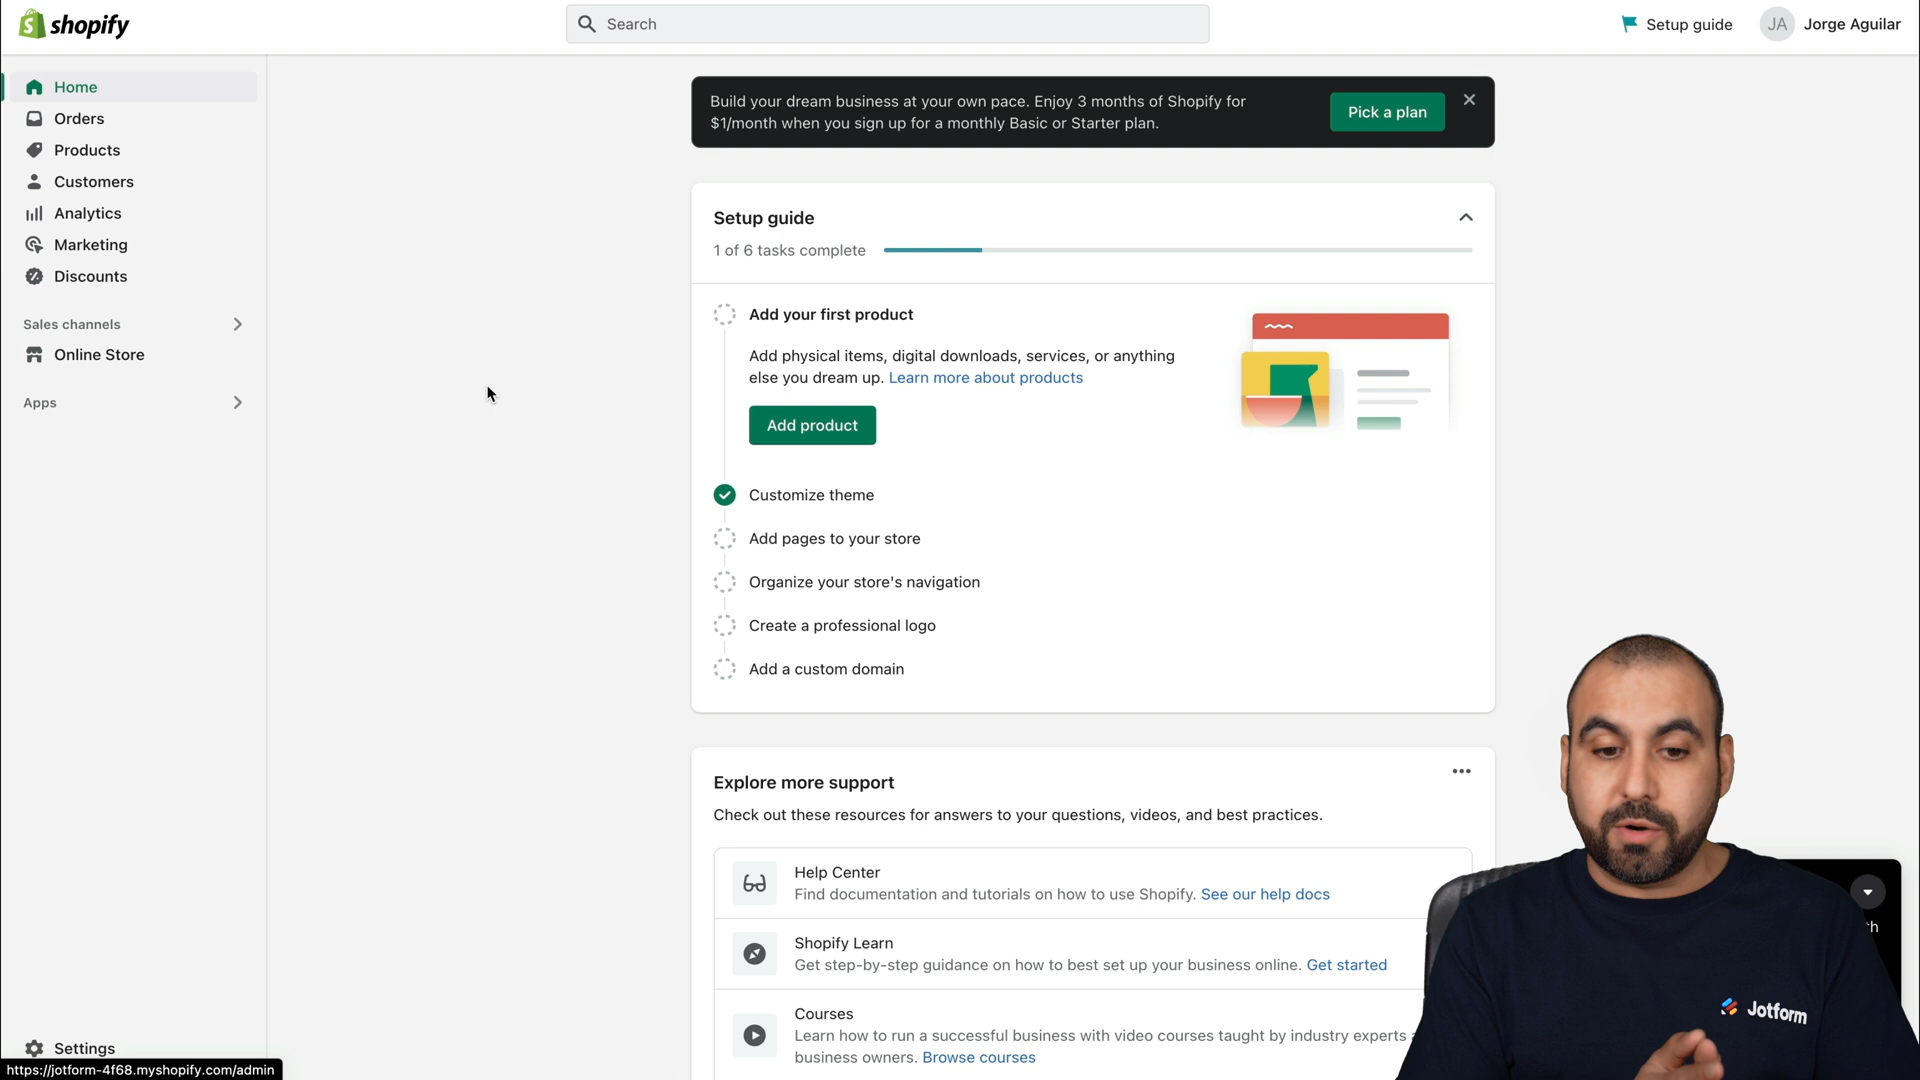 shopify
Search
Setup guide
JA
Jorge Aguilar
Home
Orders
Products
Customers
Analytics
Marketing
Discounts
Sales channels
Online Store
Apps
Settings
https://jotform-4f68.myshopify.com/admin
Build your dream business at your own pace. Enjoy 3 months of Shopify for
$1/month when you sign up for a monthly Basic or Starter plan.
Pick a plan
Setup guide
1 of 6 tasks complete
Add your first product
Add physical items, digital downloads, services, or anything
else you dream up. Learn more about products
Add product
Customize theme
Add pages to your store
Organize your store's navigation
Create a professional logo
Add a custom domain
Explore more support
Check out these resources for answers to your questions, videos, and best practices.
Help Center
Find documentation and tutorials on how to use Shopify. See our help docs
Shopify Learn
Get step-by-step guidance on how to best set up your business online. Get started
Courses
Learn how to run a successful business with video courses taught by industry experts
business owners. Browse courses
Jotform